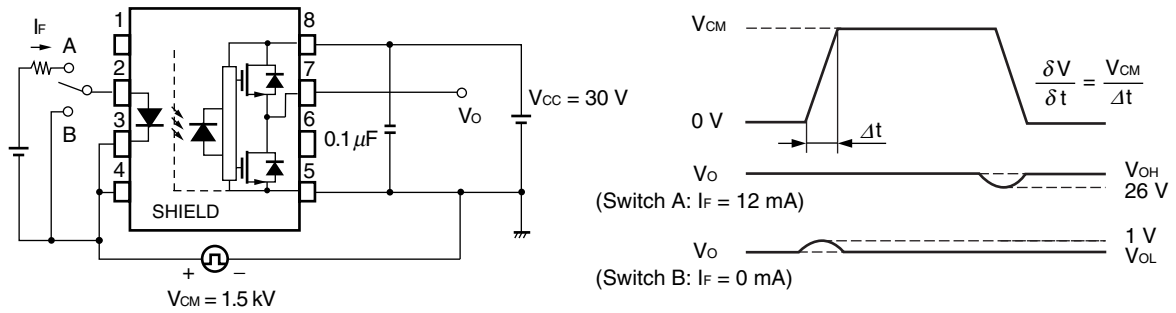 IF
A
B
1
2
3
4
8
7
6
5
SHIELD
0.1 μF
VO
VCC = 30 V
+
−
VCM = 1.5 kV
VCM
0 V
Δt
δV/δt = VCM/Δt
VO
(Switch A: IF = 12 mA)
VOH
26 V
VO
(Switch B: IF = 0 mA)
1 V
VOL